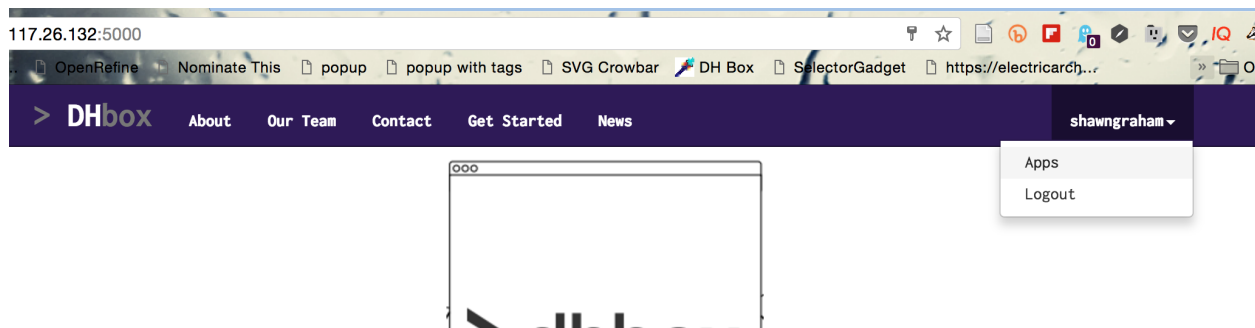 117.26.132:5000
0 IQ
OpenRefine Nominate This popup popup with tags SVG Crowbar DH Box SelectorGadget https://electricarch... » O
> DHbox About Our Team Contact Get Started News shawngraham
Apps
Logout